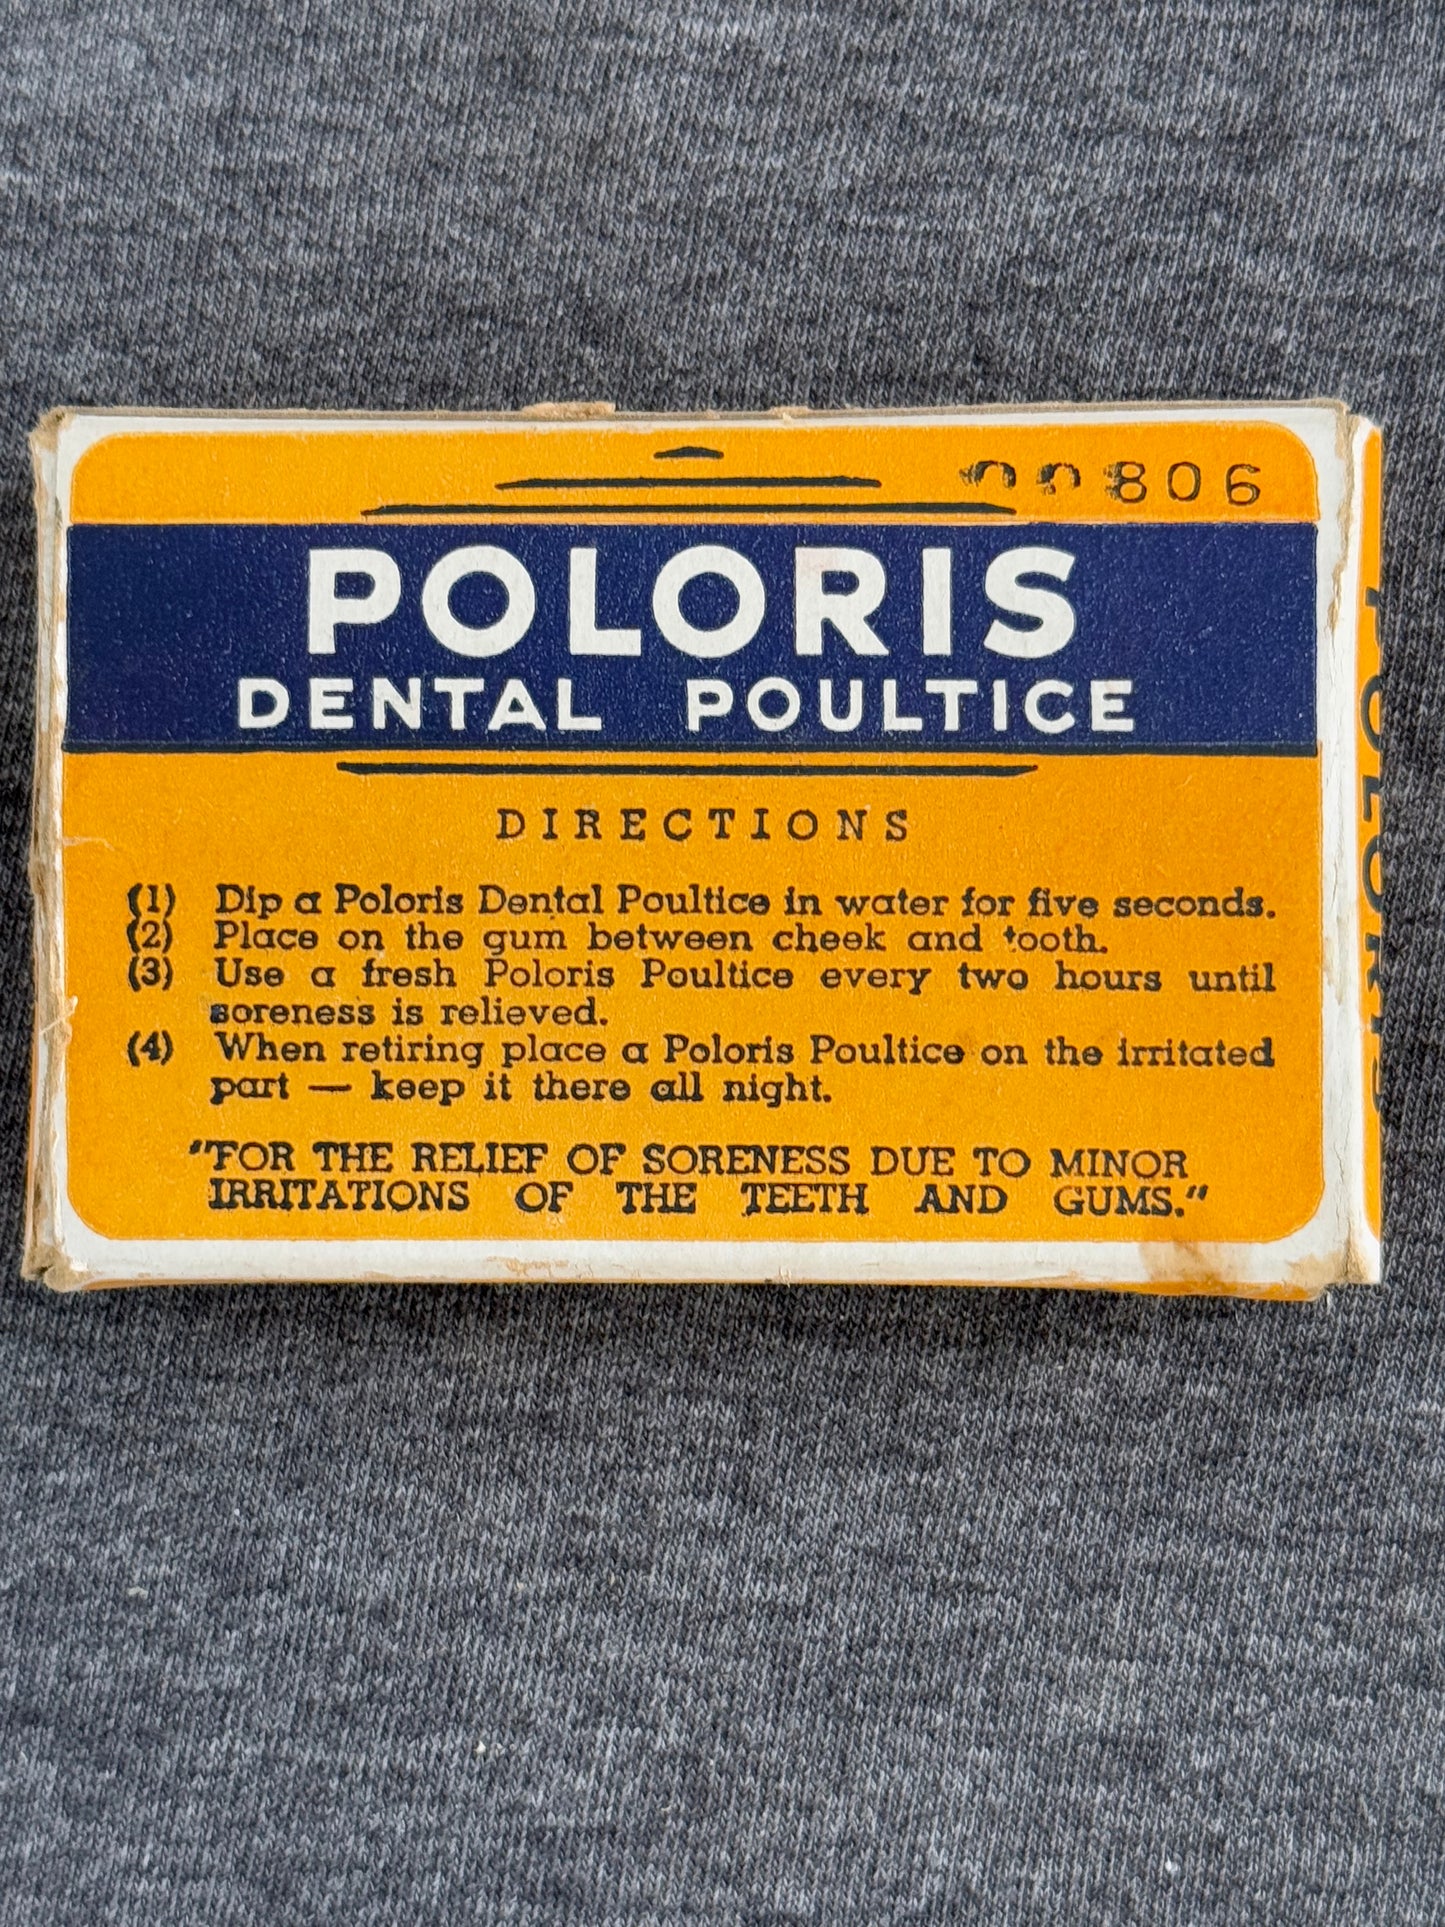 806
POLORIS
DENTAL POULTICE
DIRECTIONS
(1) Dip a Poloris Dental Poultice in water for five seconds.
(2) Place on the gum between cheek and tooth.
(3) Use a fresh Poloris Poultice every two hours until
soreness is relieved.
(4) When retiring place a Poloris Poultice on the irritated
part — keep it there all night.
"FOR THE RELIEF OF SORENESS DUE TO MINOR
IRRITATIONS OF THE TEETH AND GUMS."
POLORIS